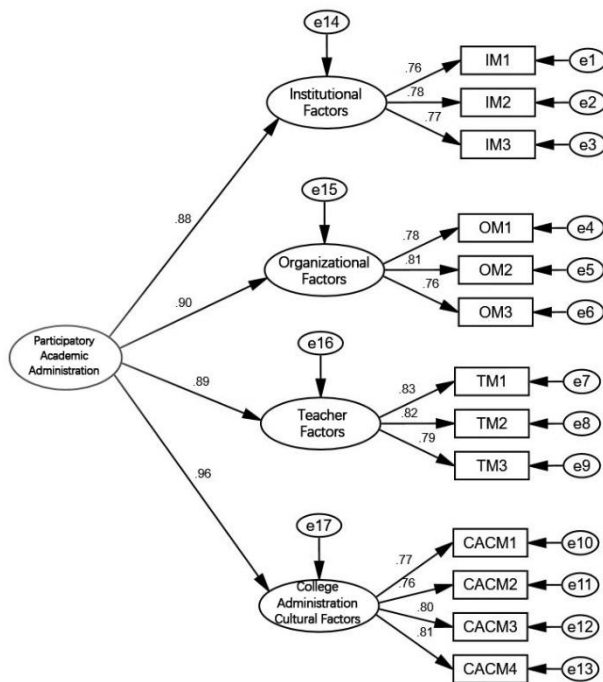 e14
.76
IM1
e1
Institutional
Factors
.78
IM2
e2
.77
IM3
e3
.88
e15
.78
OM1
e4
Organizational
Factors
.81
OM2
e5
.76
OM3
e6
.90
Participatory
Academic
Administration
e16
.89
.83
TM1
e7
Teacher
Factors
.82
TM2
e8
.79
TM3
e9
.96
e17
.77
CACM1
e10
College
Administration
Cultural Factors
.76
CACM2
e11
.80
CACM3
e12
.81
CACM4
e13